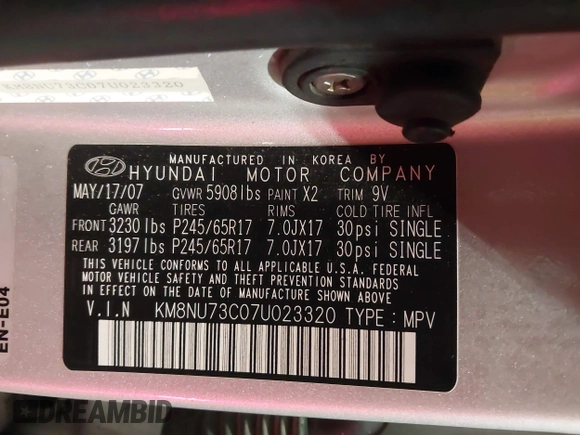 KM8NU73C07U023320
MANUFACTURED IN KOREA BY
HYUNDAI MOTOR COMPANY
MAY/17/07 GVWR 5908lbs PAINT X2 TRIM 9V
GAWR TIRES RIMS COLD TIRE INFL
FRONT 3230lbs P245/65R17 7.0JX17 30psi SINGLE
REAR 3197lbs P245/65R17 7.0JX17 30psi SINGLE
THIS VEHICLE CONFORMS TO ALL APPLICABLE U.S.A. FEDERAL
MOTOR VEHICLE SAFETY AND THEFT PREVENTION STANDARDS
IN EFFECT ON THE DATE OF MANUFACTURE SHOWN ABOVE.
V.I.N KM8NU73C07U023320 TYPE : MPV
EN-E04
DREAMBID